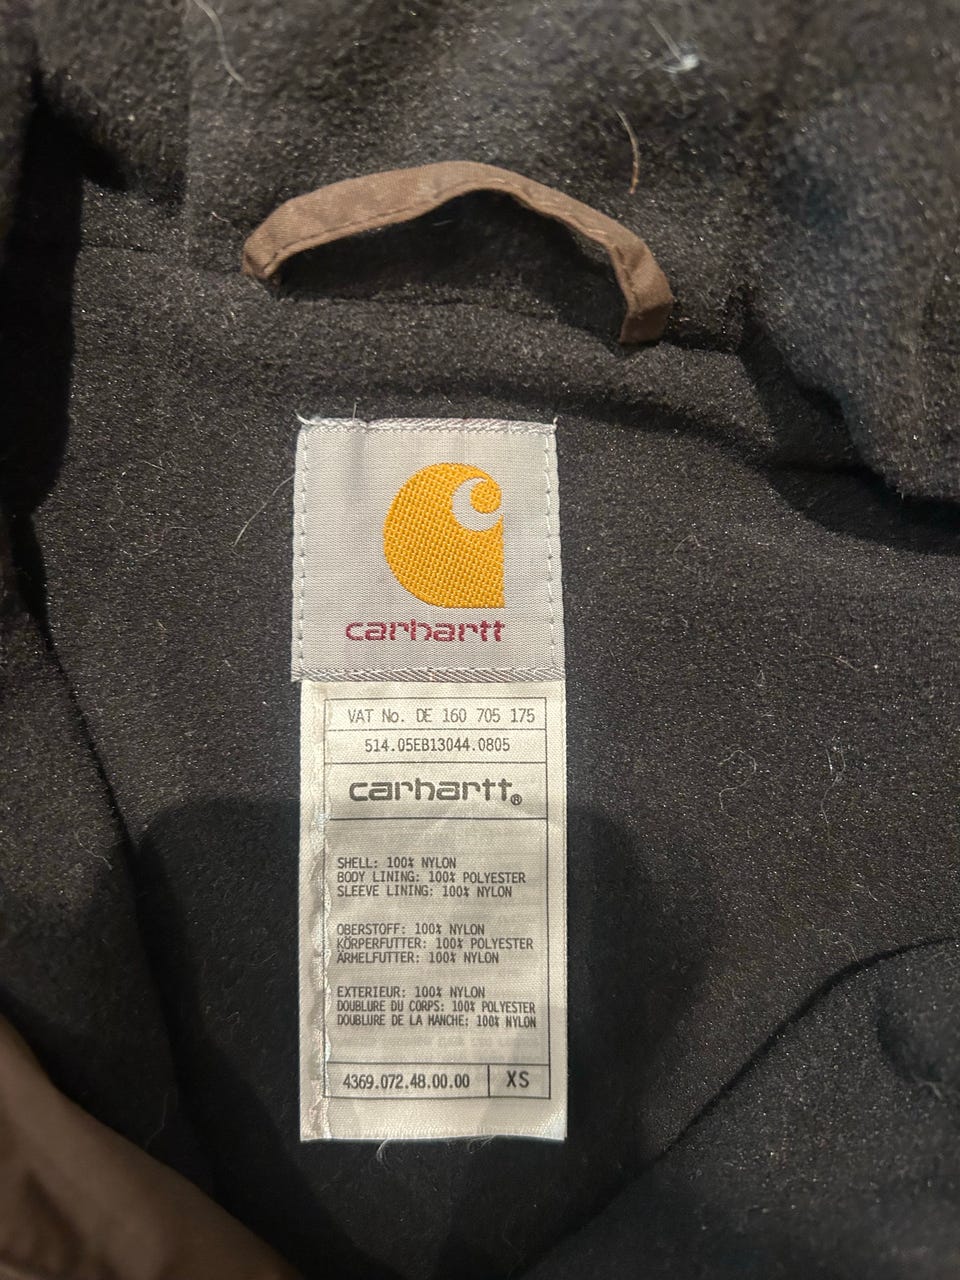 carhartt
VAT No. DE 160 705 175
514.05EB13044.0805
carhartt®
SHELL: 100% NYLON
BODY LINING: 100% POLYESTER
SLEEVE LINING: 100% NYLON
OBERSTOFF: 100% NYLON
KÖRPERFUTTER: 100% POLYESTER
ÄRMELFUTTER: 100% NYLON
EXTERIEUR: 100% NYLON
DOUBLURE DU CORPS: 100% POLYESTER
DOUBLURE DE LA MANCHE: 100% NYLON
4369.072.48.00.00 XS